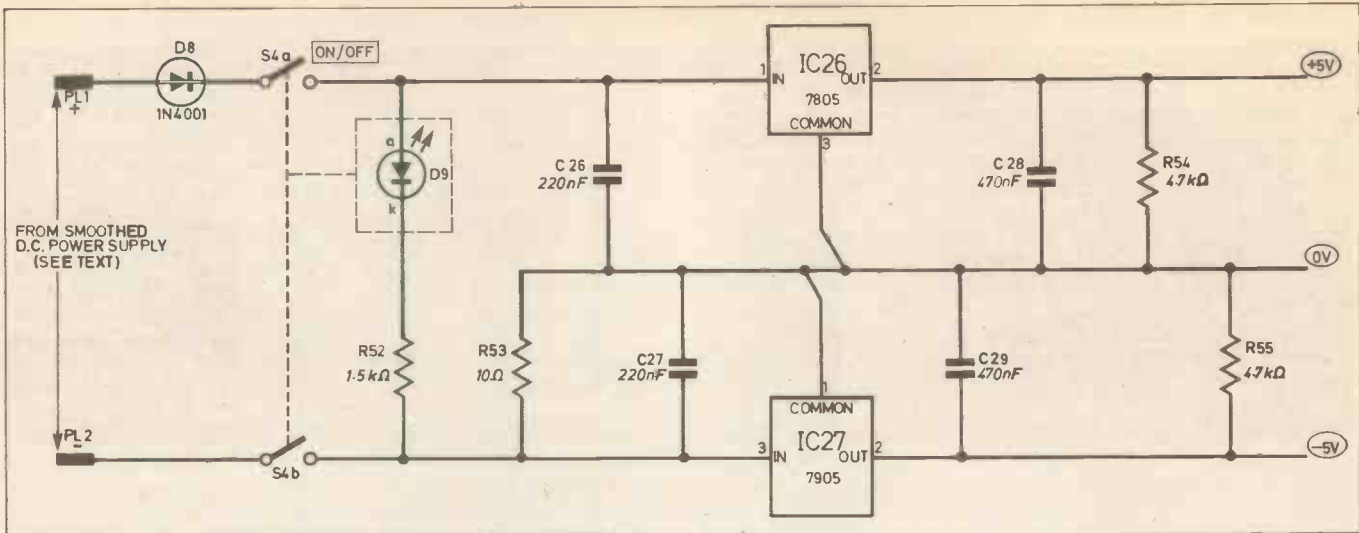 D8
1N4001
PL1
+
S4a
ON/OFF
1
IN
IC26
OUT
2
7805
COMMON
3
+5V
a
D9
k
C26
220nF
C28
470nF
R54
4.7kΩ
FROM SMOOTHED
D.C. POWER SUPPLY
(SEE TEXT)
0V
R52
1.5kΩ
R53
10Ω
C27
220nF
C29
470nF
R55
4.7kΩ
PL2
−
S4b
1
COMMON
3
IN
IC27
OUT
2
7905
−5V